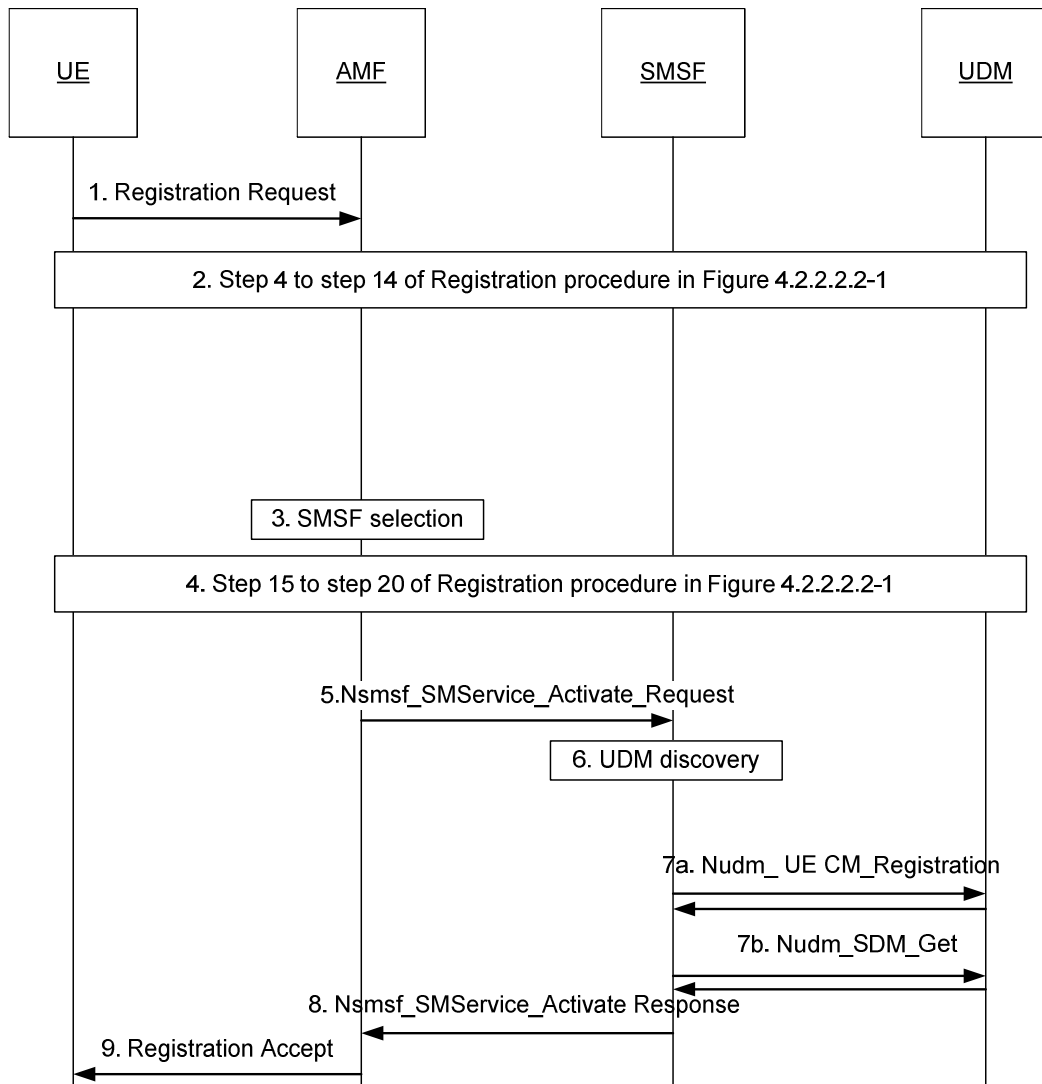 UE
AMF
SMSF
UDM
1. Registration Request
2. Step 4 to step 14 of Registration procedure in Figure 4.2.2.2.2-1
3. SMSF selection
4. Step 15 to step 20 of Registration procedure in Figure 4.2.2.2.2-1
5.Nsmsf_SMService_Activate_Request
6. UDM discovery
7a. Nudm_ UE CM_Registration
7b. Nudm_SDM_Get
8. Nsmsf_SMService_Activate Response
9. Registration Accept